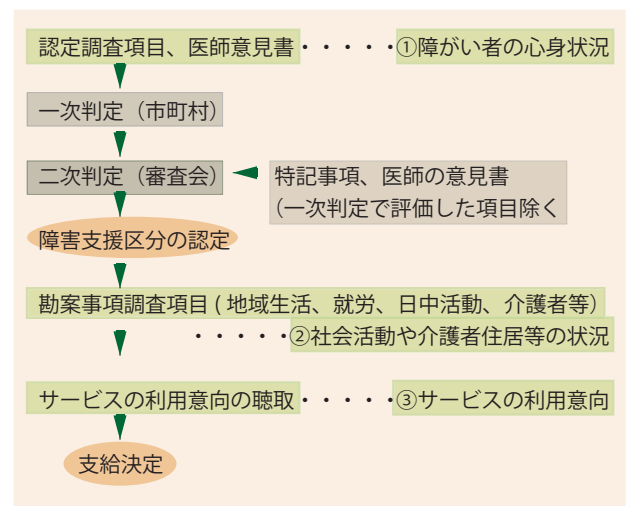 認定調査項目、医師意見書・・・・・①障がい者の心身状況
一次判定（市町村）
二次判定（審査会）
特記事項、医師の意見書
（一次判定で評価した項目除く
障害支援区分の認定
勘案事項調査項目 ( 地域生活、就労、日中活動、介護者等）
・・・・・②社会活動や介護者住居等の状況
サービスの利用意向の聴取・・・・・③サービスの利用意向
支給決定